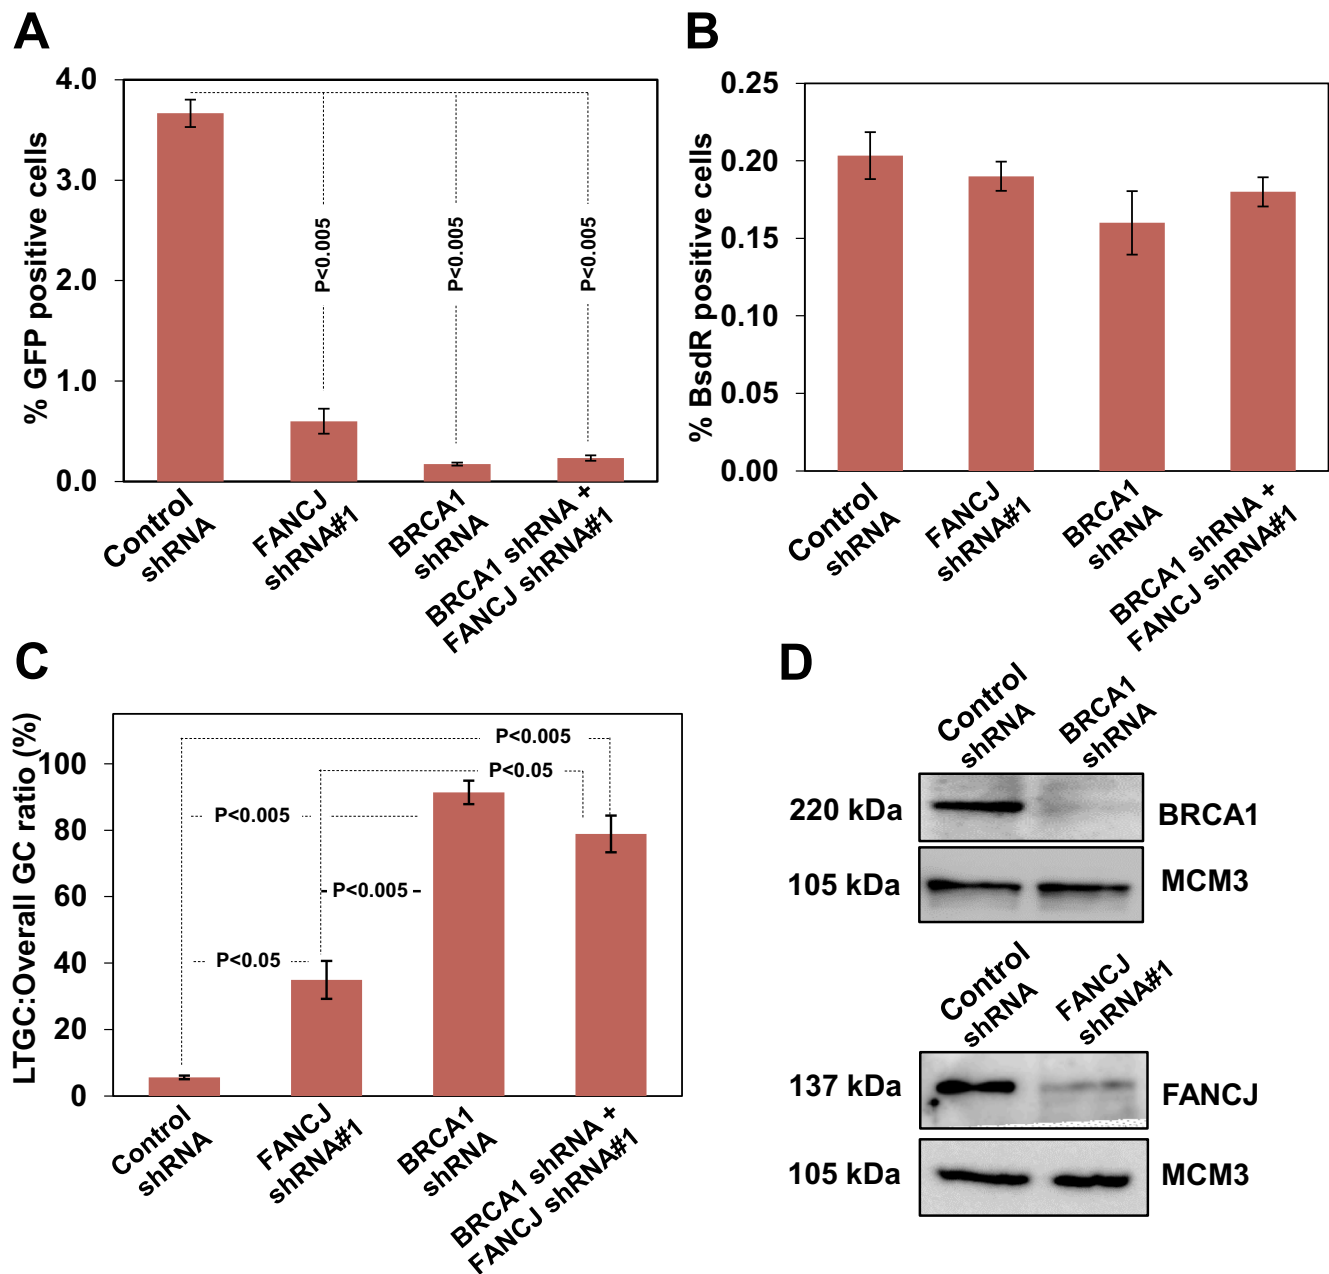 A
% GFP positive cells
4.0
3.0
2.0
1.0
0.0
P<0.005
P<0.005
P<0.005
Control
shRNA
FANCJ
shRNA#1
BRCA1
shRNA
BRCA1 shRNA +
FANCJ shRNA#1
B
% BsdR positive cells
0.25
0.20
0.15
0.10
0.05
0.00
Control
shRNA
FANCJ
shRNA#1
BRCA1
shRNA
BRCA1 shRNA +
FANCJ shRNA#1
C
LTGC:Overall GC ratio (%)
100
80
60
40
20
0
P<0.005
P<0.05
P<0.005
P<0.005
P<0.05
Control
shRNA
FANCJ
shRNA#1
BRCA1
shRNA
BRCA1 shRNA +
FANCJ shRNA#1
D
Control
shRNA
BRCA1
shRNA
220 kDa
BRCA1
105 kDa
MCM3
Control
shRNA
FANCJ
shRNA#1
137 kDa
FANCJ
105 kDa
MCM3